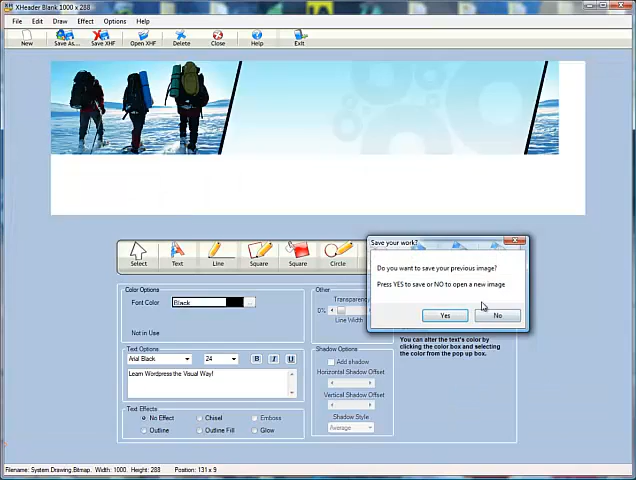 XHeader Blank 1000 x 288
File Edit Draw Effect Options Help
New Save As... Save XHF Open XHF Delete Close Help Exit
Select Text Line Square Square Circle
Save your work?
Do you want to save your previous image?
Press YES to save or NO to open a new image
Yes No
Color Options
Font Color Black ...
Not in Use
Other
Transparency
0%
Line Width
You can alter the text's color by
clicking the color box and selecting
the color from the pop up box.
Text Options
Arial Black 24 B I U
Learn Wordpress the Visual Way!
Shadow Options
Add shadow
Horizontal Shadow Offset
Vertical Shadow Offset
Shadow Style
Average
Text Effects
No Effect Chisel Emboss
Outline Outline Fill Glow
Filename: System.Drawing.Bitmap. Width: 1000. Height: 288 Position: 131 x 9